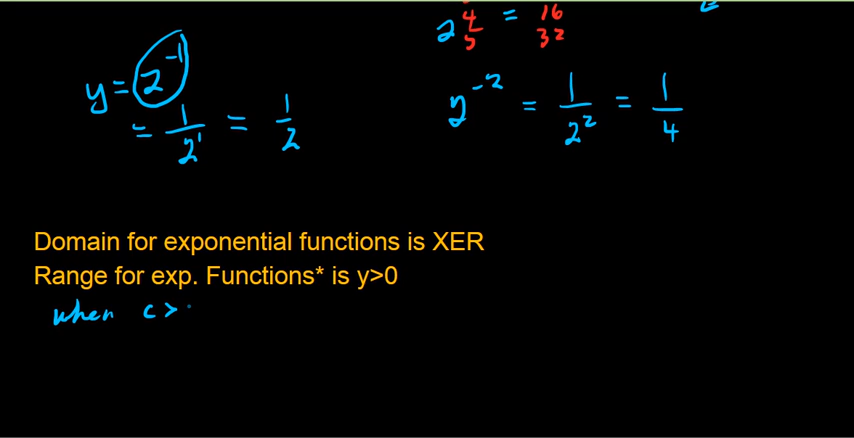 2^4 = 16
2^5 32
y = 2^-1
= 1/2^1 = 1/2
2^-2 = 1/2^2 = 1/4
Domain for exponential functions is XER
Range for exp. Functions* is y>0
when c >